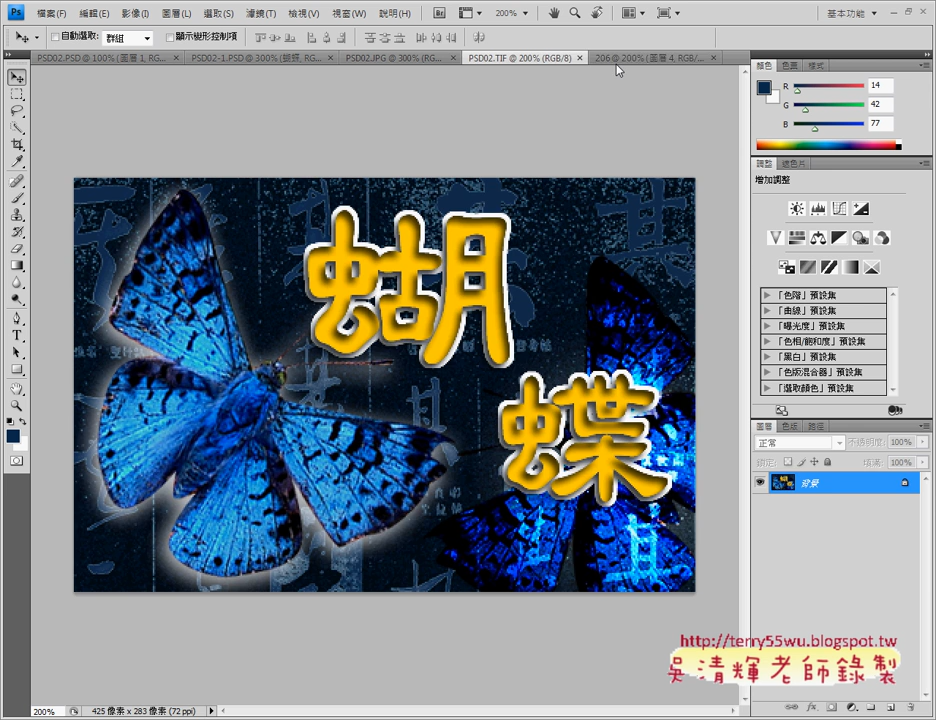 Ps 檔案(F) 編輯(E) 影像(I) 圖層(L) 選取(S) 濾鏡(T) 檢視(V) 視窗(W) 說明(H) Br 200% 基本功能
自動選取: 群組 顯示變形控制項
PSD02.PSD @ 100% (圖層 1, RG... × PSD02-1.PSD @ 300% (蝴蝶, RG... × PSD02.JPG @ 300% (RG... × PSD02.TIF @ 200% (RGB/8) × 206 @ 200% (圖層 4, RGB/... ×
顏色 色票 樣式
R 14
G 42
B 77
調整 遮色片
增加調整
「色階」預設集
「曲線」預設集
「曝光度」預設集
「色相/飽和度」預設集
「黑白」預設集
「色版混合器」預設集
「選取顏色」預設集
蝴
蝶
圖層 色版 路徑
正常 不透明度: 100%
鎖定: 填滿: 100%
背景
http://terry55wu.blogspot.tw
吳清輝老師錄製
200% 425 像素 x 283 像素 (72 ppi)